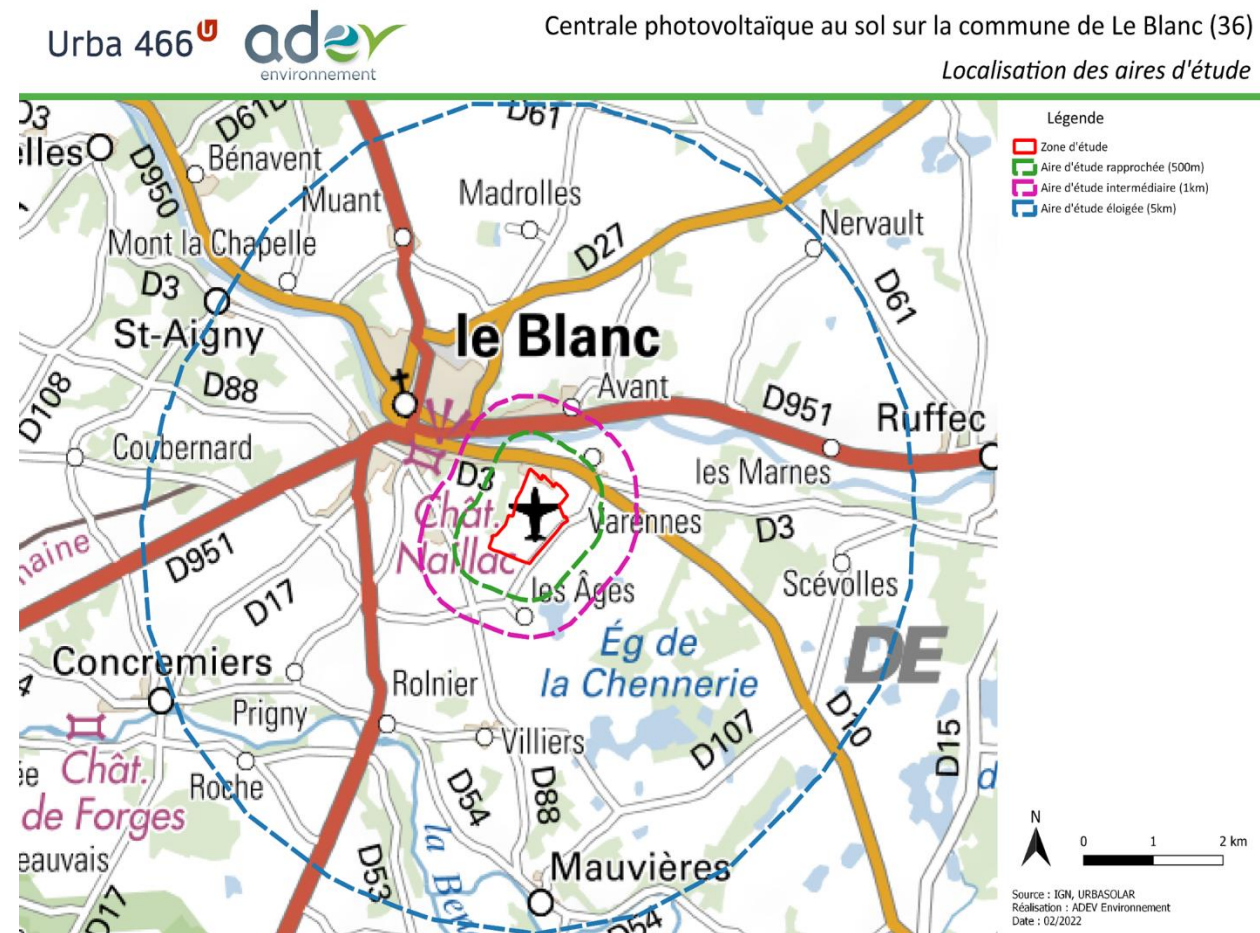 Urba 466
adev
environnement
Centrale photovoltaïque au sol sur la commune de Le Blanc (36)
Localisation des aires d'étude
Légende
Zone d'étude
Aire d'étude rapprochée (500m)
Aire d'étude intermédiaire (1km)
Aire d'étude éloigée (5km)
D3
D61
D61
elles
D950
Bénavent
Muant
Madrolles
Nervault
Mont la Chapelle
D27
D3
D61
St-Aigny
le Blanc
D108
D88
Avant
D951
Ruffec
Coubernard
D3
les Marnes
Chât.
Naillac
Varennes
D3
maine
D951
les Âges
Scévolles
D17
Ég de
la Chennerie
DE
Concremiers
Rolnier
Prigny
D107
D10
D15
Villiers
Chât.
de Forges
Roche
D54
D88
la
eauvais
Mauvières
D53
D17
D54
N
0 1 2 km
Source : IGN, URBASOLAR
Réalisation : ADEV Environnement
Date : 02/2022